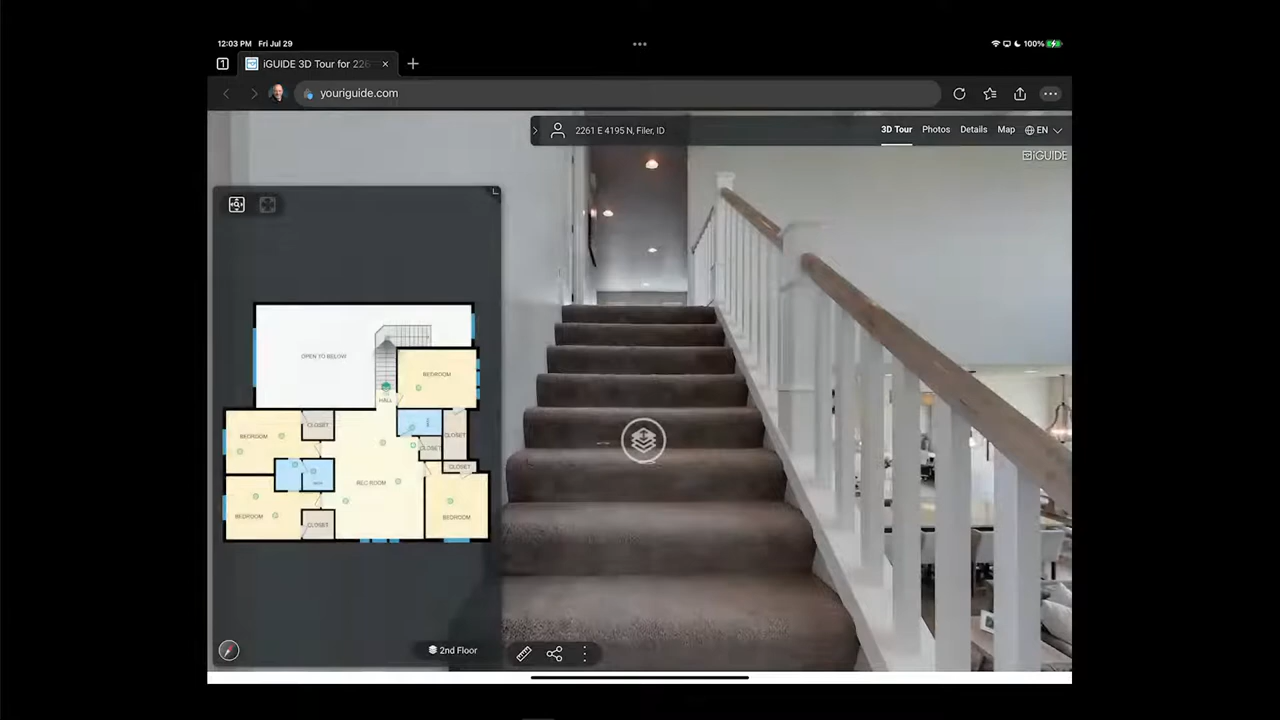 12:03 PM Fri Jul 29
100%
1
iGUIDE 3D Tour for 226
youriguide.com
2261 E 4195 N, Filer, ID
3D Tour
Photos
Details
Map
EN
iGUIDE
OPEN TO BELOW
BEDROOM
HALL
BEDROOM
CLOSET
CLOSET
CLOSET
CLOSET
REC ROOM
BEDROOM
CLOSET
BEDROOM
2nd Floor